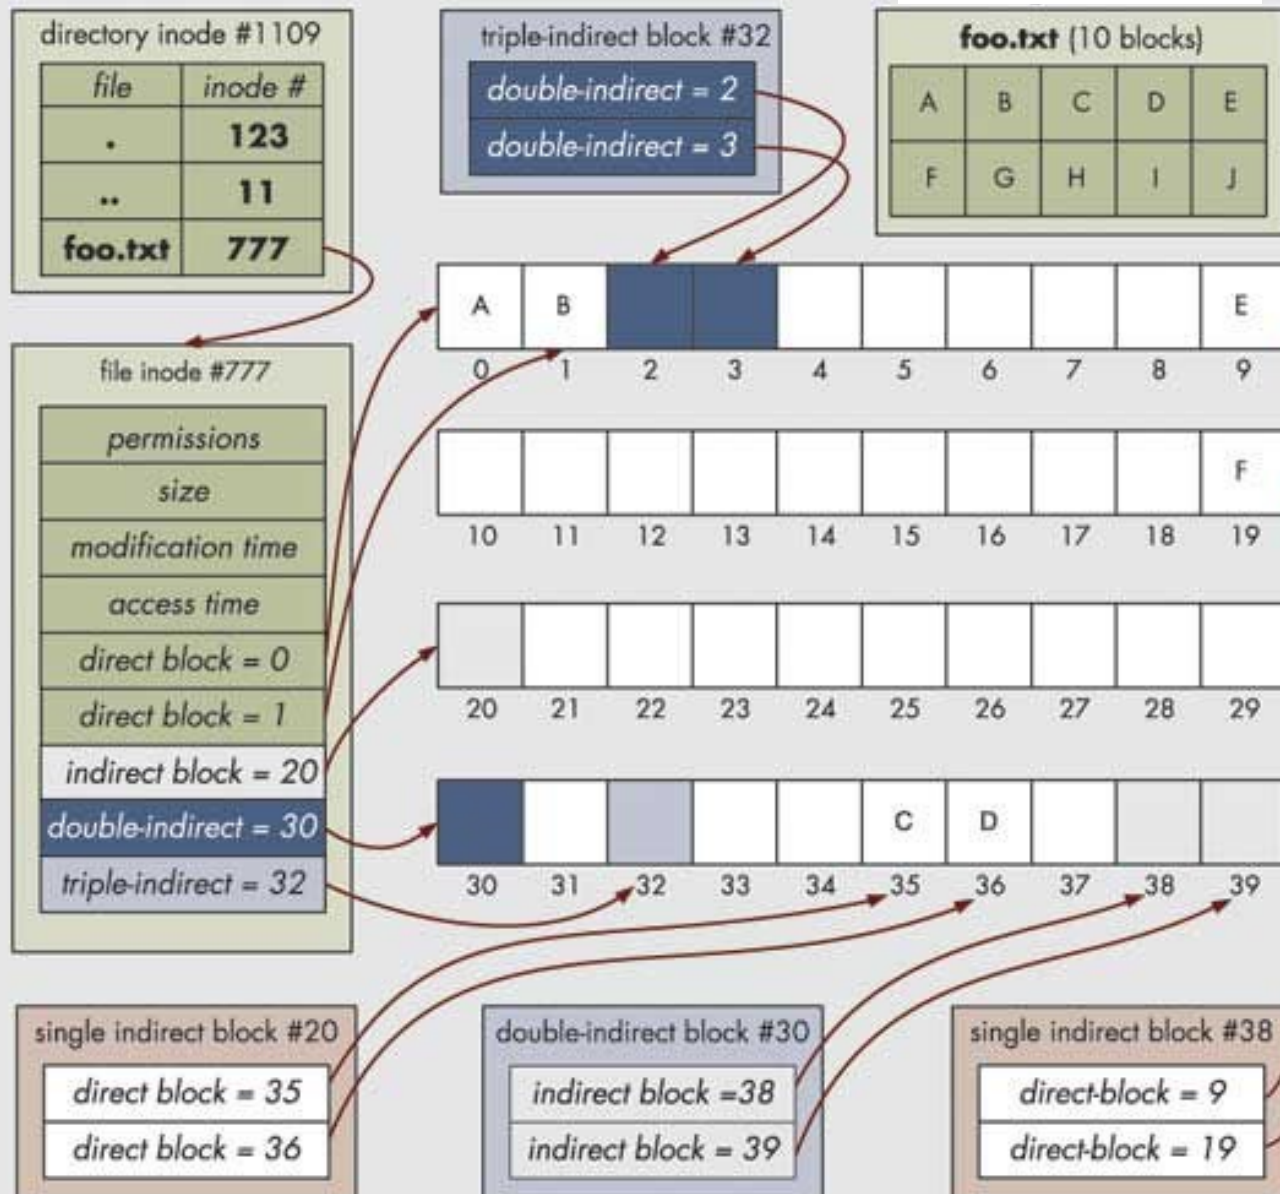 directory inode #1109
file inode #
. 123
.. 11
foo.txt 777
triple-indirect block #32
double-indirect = 2
double-indirect = 3
foo.txt (10 blocks)
A B C D E
F G H I J
A B E
0 1 2 3 4 5 6 7 8 9
F
10 11 12 13 14 15 16 17 18 19
20 21 22 23 24 25 26 27 28 29
C D
30 31 32 33 34 35 36 37 38 39
file inode #777
permissions
size
modification time
access time
direct block = 0
direct block = 1
indirect block = 20
double-indirect = 30
triple-indirect = 32
single indirect block #20
direct block = 35
direct block = 36
double-indirect block #30
indirect block =38
indirect block = 39
single indirect block #38
direct-block = 9
direct-block = 19